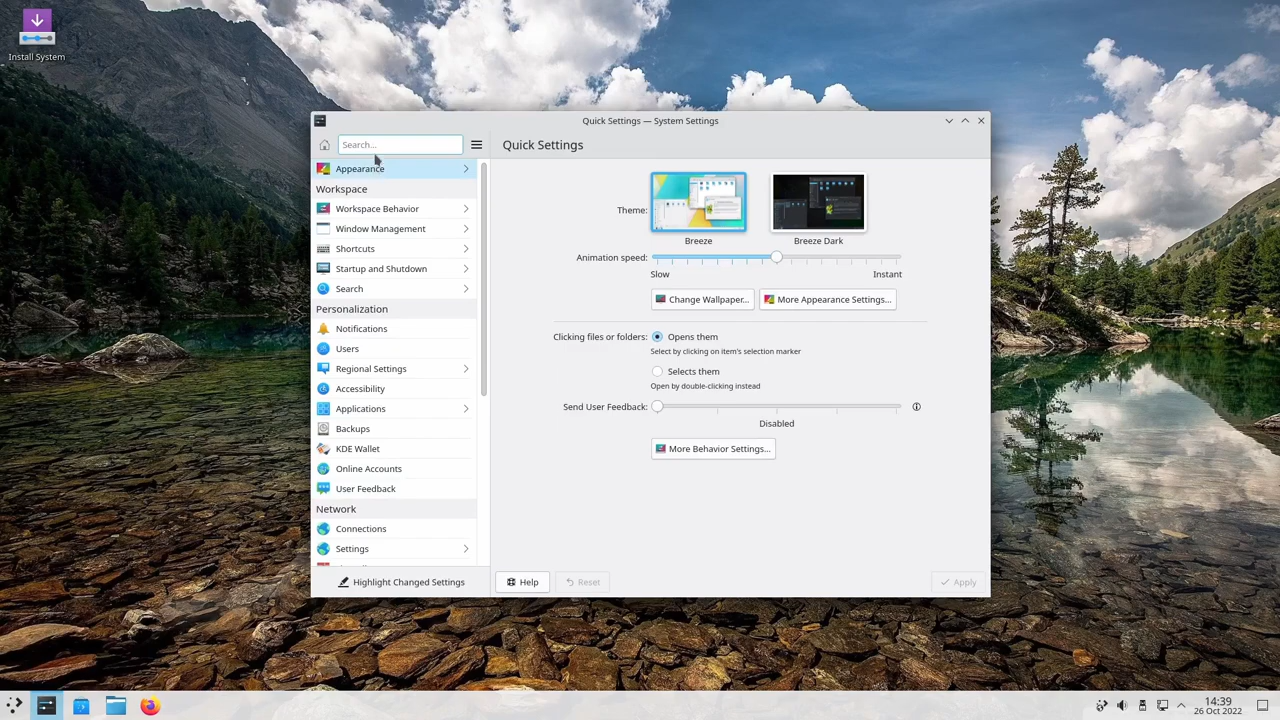 Install System
Quick Settings — System Settings
Search...
Quick Settings
Appearance
Workspace
Workspace Behavior
Window Management
Shortcuts
Startup and Shutdown
Search
Personalization
Notifications
Users
Regional Settings
Accessibility
Applications
Backups
KDE Wallet
Online Accounts
User Feedback
Network
Connections
Settings
Highlight Changed Settings
Theme:
Breeze
Breeze Dark
Animation speed:
Slow
Instant
Change Wallpaper...
More Appearance Settings...
Clicking files or folders:
Opens them
Select by clicking on item's selection marker
Selects them
Open by double-clicking instead
Send User Feedback:
Disabled
More Behavior Settings...
Help
Reset
Apply
14:39
26 Oct 2022